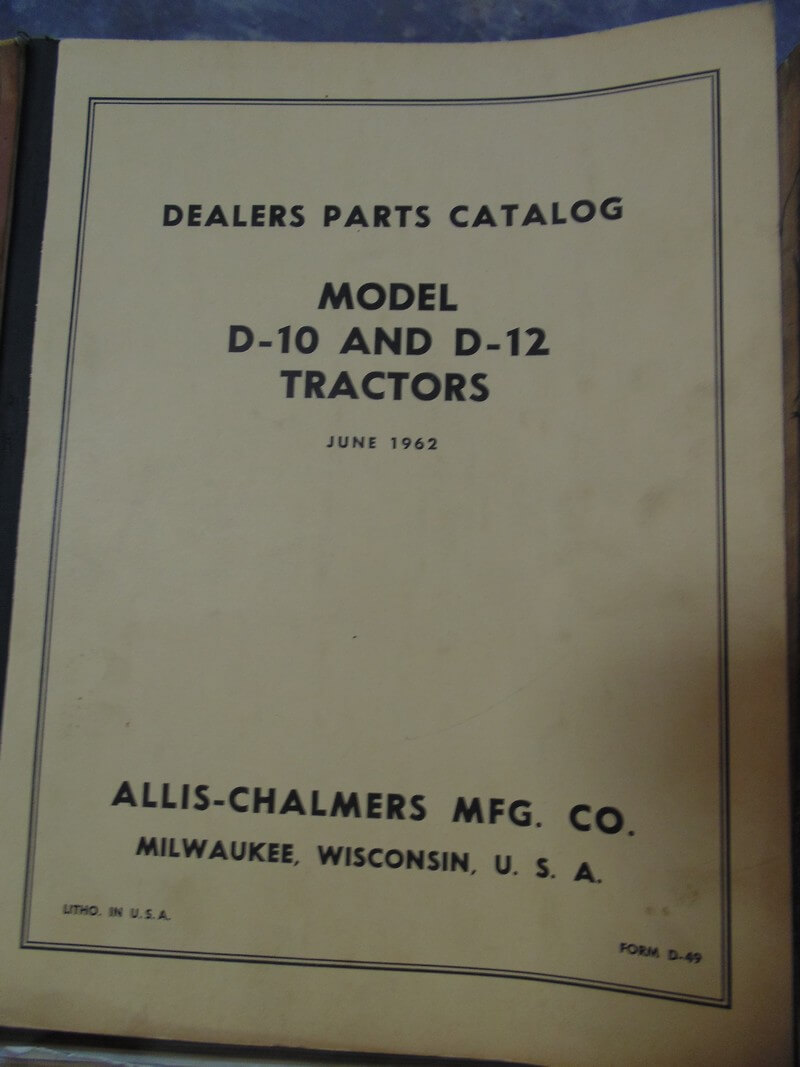 DEALERS PARTS CATALOG
MODEL
D-10 AND D-12
TRACTORS
JUNE 1962
ALLIS-CHALMERS MFG. CO.
MILWAUKEE, WISCONSIN, U. S. A.
LITHO. IN U.S.A.
FORM D-49